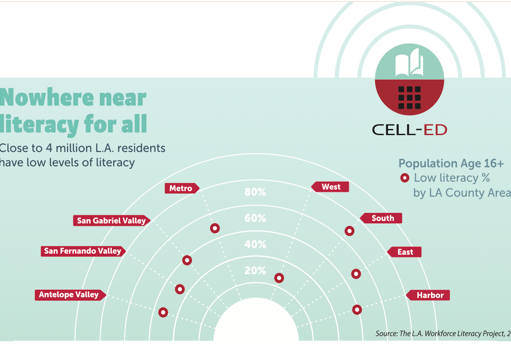 Nowhere near
literacy for all
Close to 4 million L.A. residents
have low levels of literacy
CELL-ED
Population Age 16+
Low literacy %
by LA County Area
Metro
West
80%
San Gabriel Valley
South
60%
San Fernando Valley
40%
East
20%
Antelope Valley
Harbor
Source: The L.A. Workforce Literacy Project, 2